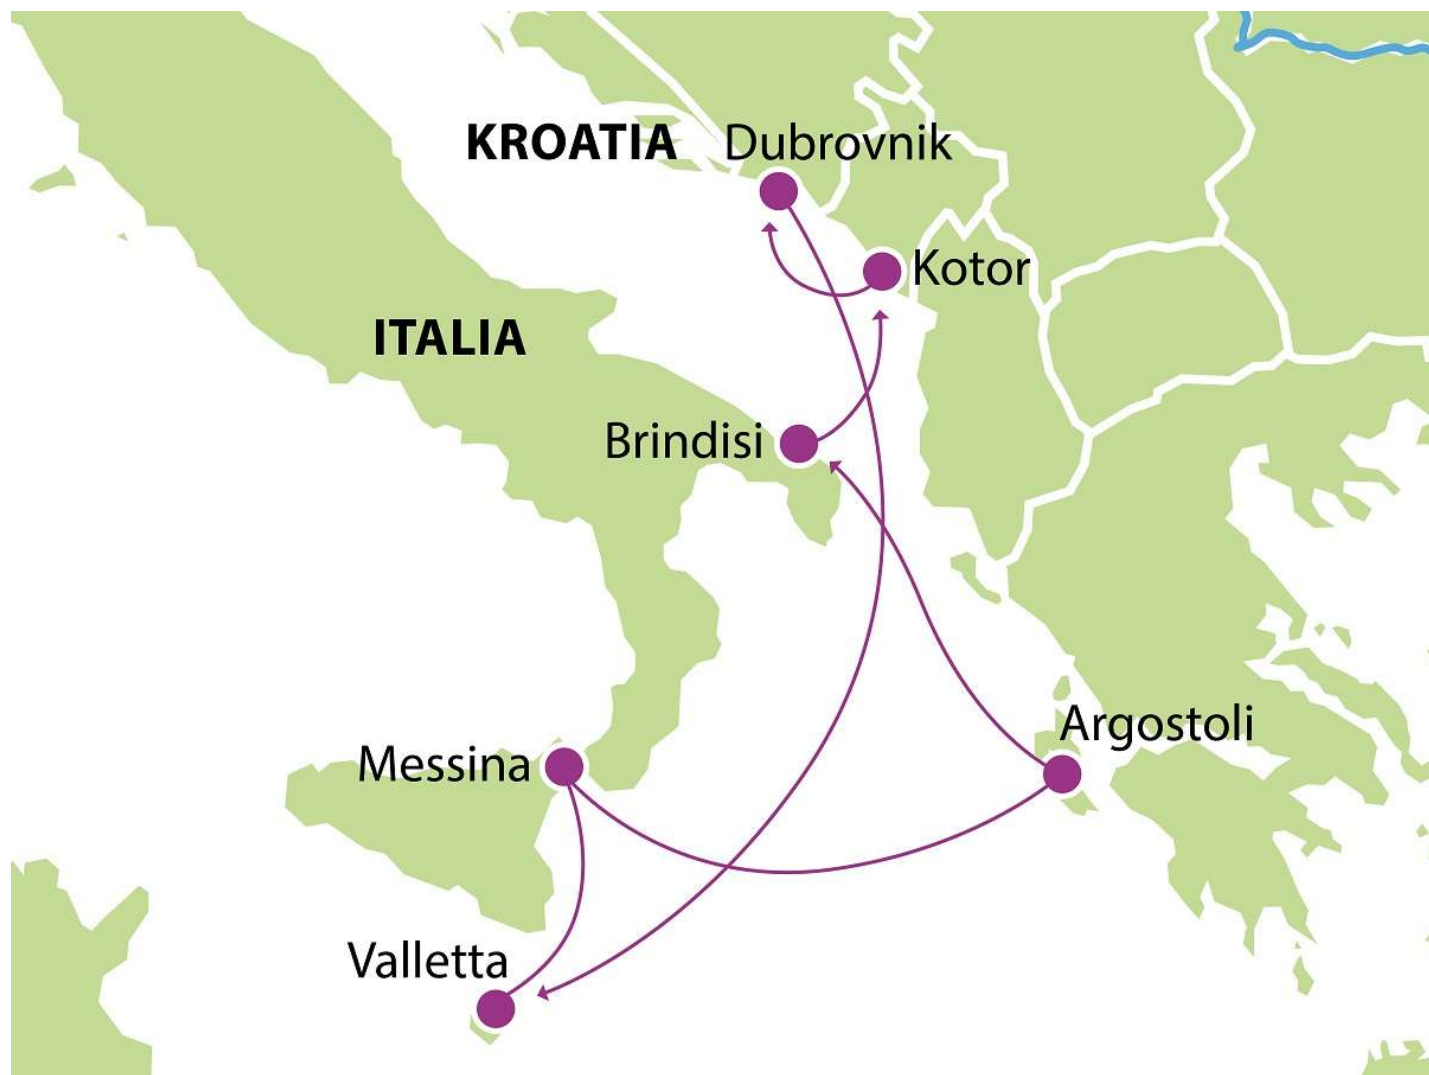 KROATIA
Dubrovnik
Kotor
ITALIA
Brindisi
Argostoli
Messina
Valletta